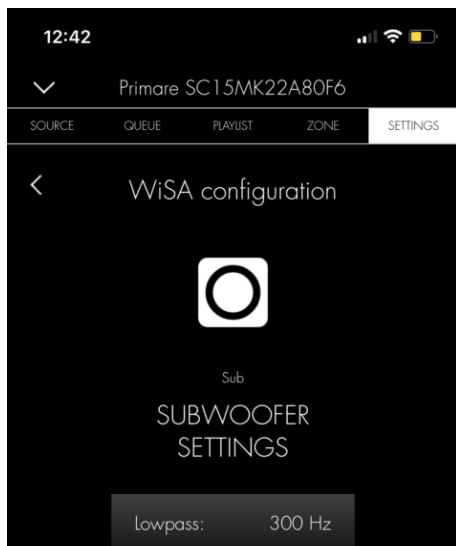 12:42
Primare SC15MK22A80F6
SOURCE QUEUE PLAYLIST ZONE SETTINGS
WiSA configuration
Sub
SUBWOOFER
SETTINGS
Lowpass: 300 Hz